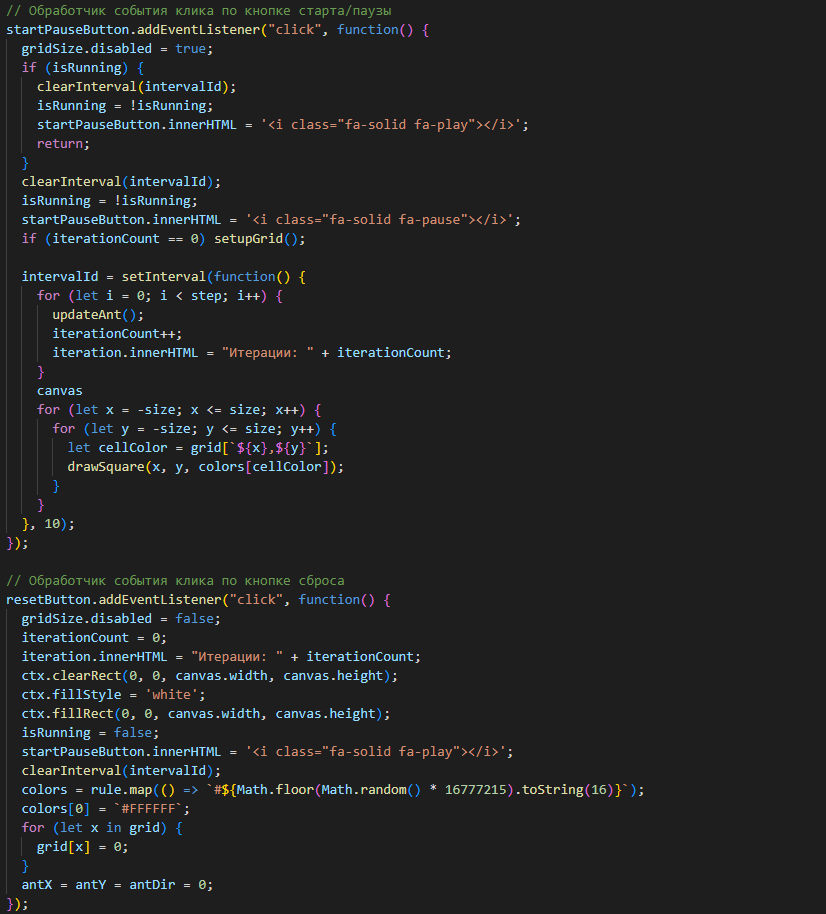 // Обработчик события клика по кнопке старта/паузы
startPauseButton.addEventListener("click", function() {
  gridSize.disabled = true;
  if (isRunning) {
    clearInterval(intervalId);
    isRunning = !isRunning;
    startPauseButton.innerHTML = '<i class="fa-solid fa-play"></i>';
    return;
  }
  clearInterval(intervalId);
  isRunning = !isRunning;
  startPauseButton.innerHTML = '<i class="fa-solid fa-pause"></i>';
  if (iterationCount == 0) setupGrid();

  intervalId = setInterval(function() {
    for (let i = 0; i < step; i++) {
      updateAnt();
      iterationCount++;
      iteration.innerHTML = "Итерации: " + iterationCount;
    }
    canvas
    for (let x = -size; x <= size; x++) {
      for (let y = -size; y <= size; y++) {
        let cellColor = grid[`${x},${y}`];
        drawSquare(x, y, colors[cellColor]);
      }
    }
  }, 10);
});

// Обработчик события клика по кнопке сброса
resetButton.addEventListener("click", function() {
  gridSize.disabled = false;
  iterationCount = 0;
  iteration.innerHTML = "Итерации: " + iterationCount;
  ctx.clearRect(0, 0, canvas.width, canvas.height);
  ctx.fillStyle = 'white';
  ctx.fillRect(0, 0, canvas.width, canvas.height);
  isRunning = false;
  startPauseButton.innerHTML = '<i class="fa-solid fa-play"></i>';
  clearInterval(intervalId);
  colors = rule.map(() => `#${Math.floor(Math.random() * 16777215).toString(16)}`);
  colors[0] = `#FFFFFF`;
  for (let x in grid) {
    grid[x] = 0;
  }
  antX = antY = antDir = 0;
});